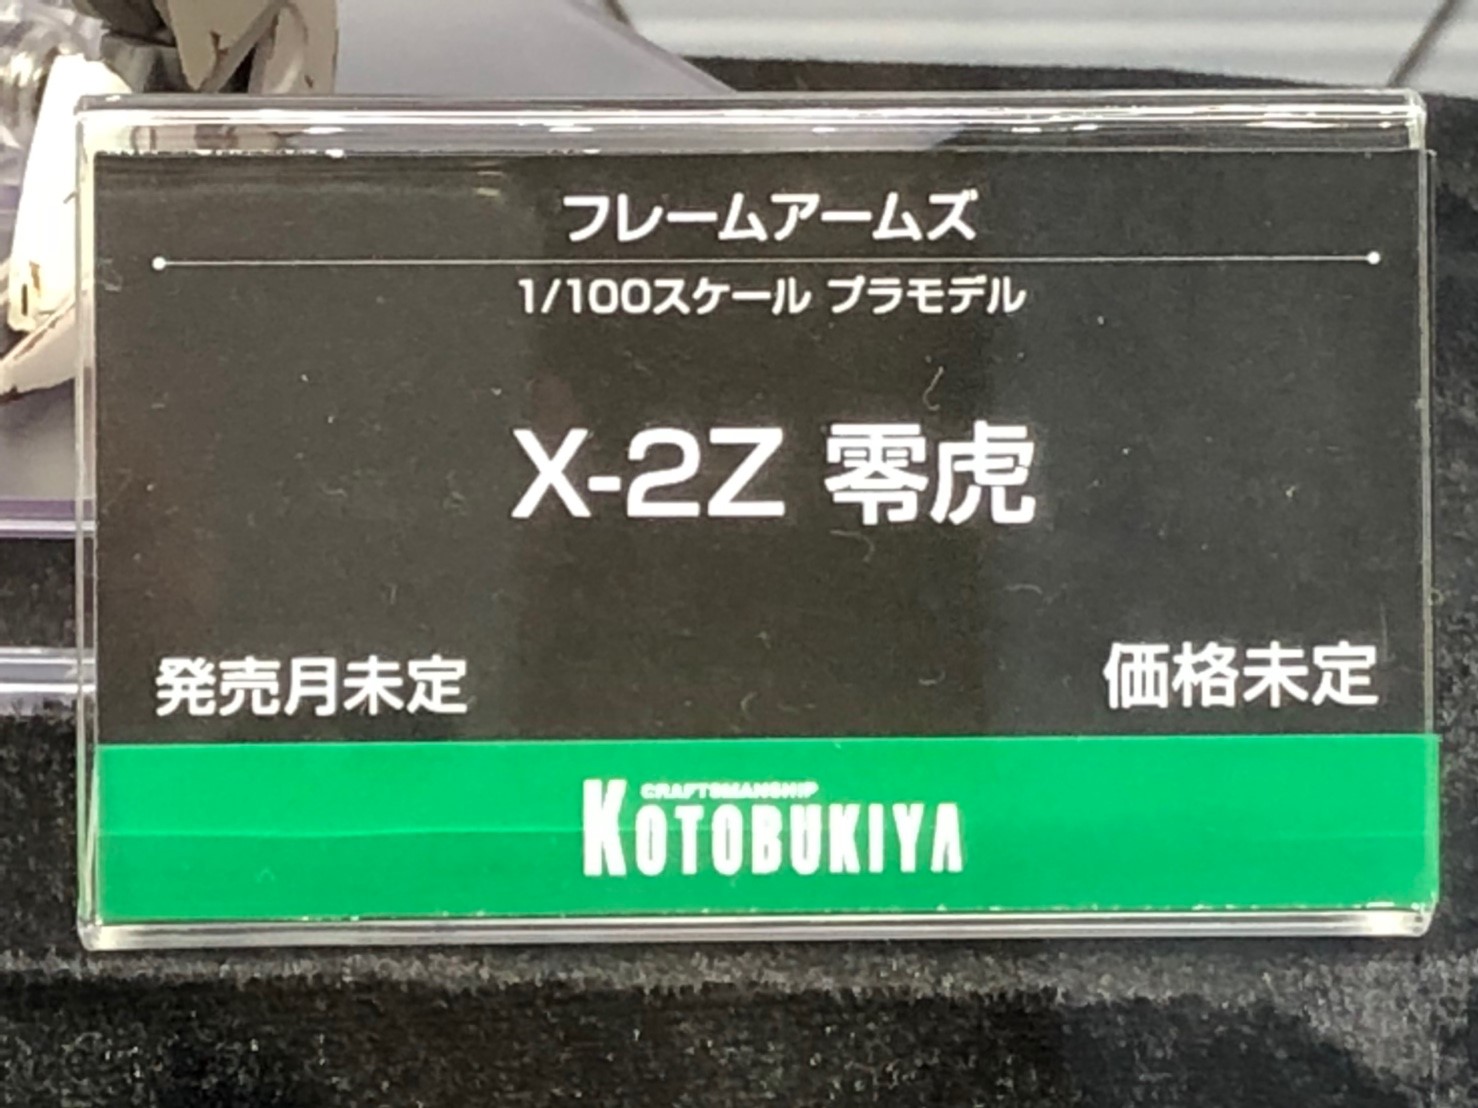 フレームアームズ
1/100スケール プラモデル
X-2Z 零虎
発売月未定
価格未定
CRAFTSMANSHIP
KOTOBUKIYA